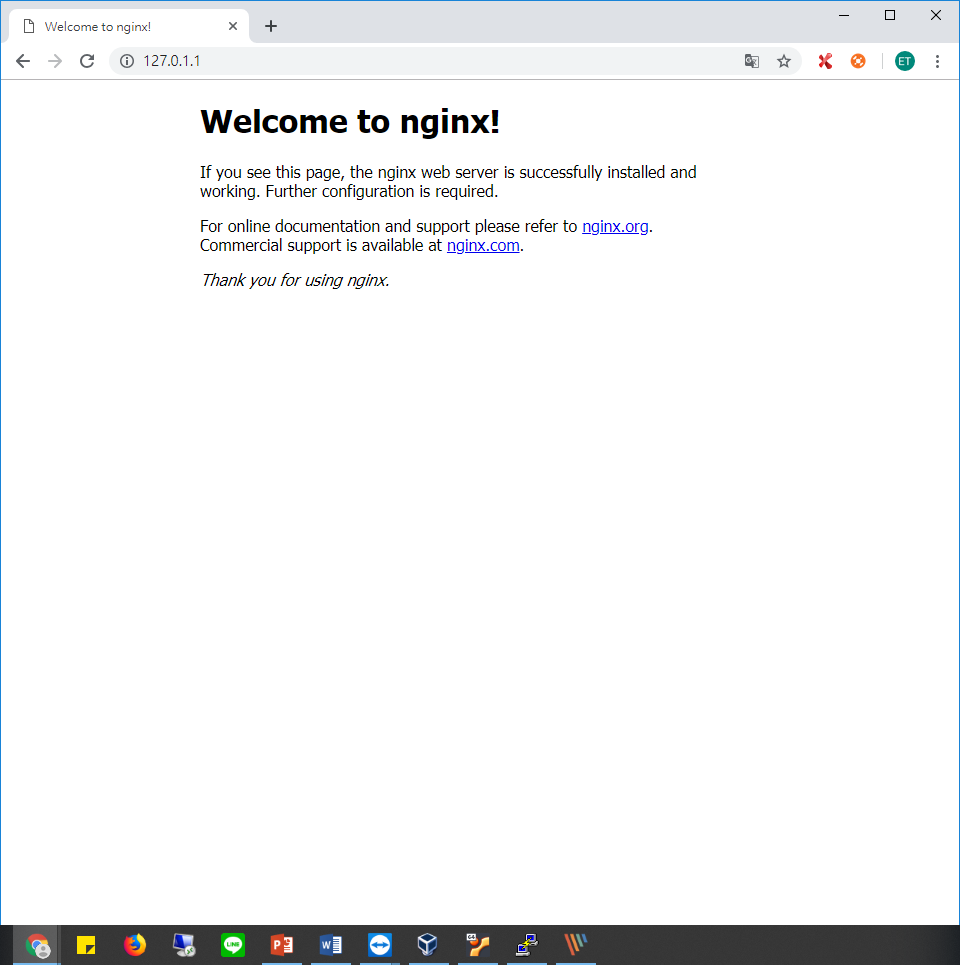 Welcome to nginx!
127.0.1.1
ET
Welcome to nginx!
If you see this page, the nginx web server is successfully installed and
working. Further configuration is required.
For online documentation and support please refer to nginx.org.
Commercial support is available at nginx.com.
Thank you for using nginx.
LINE
64